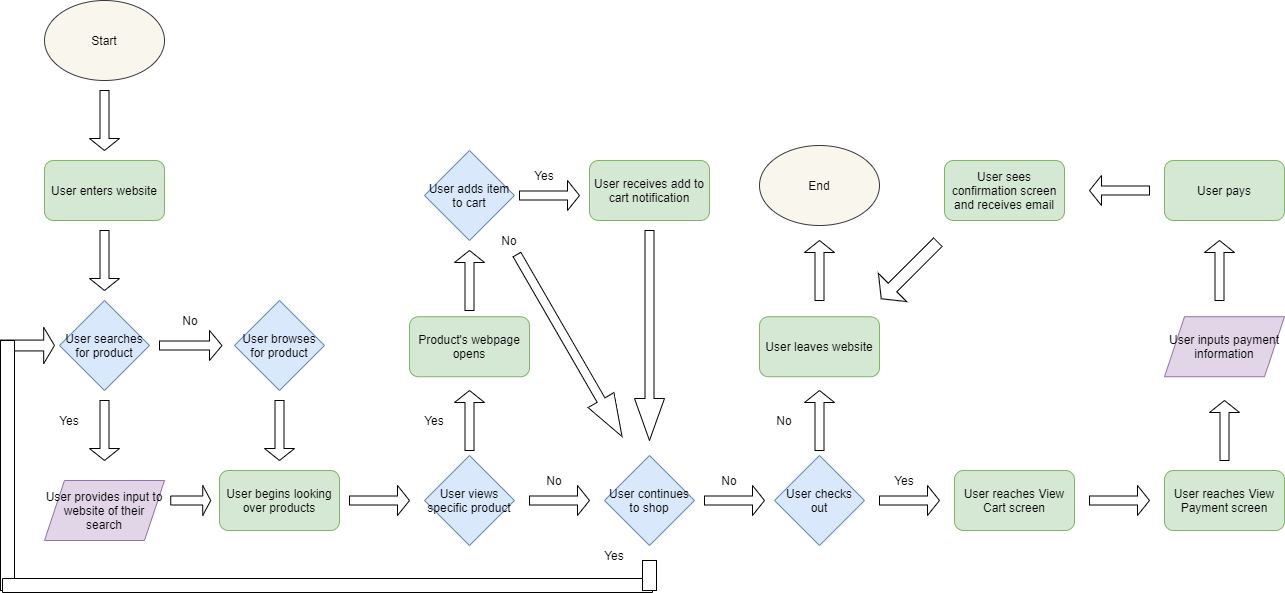 Start
User enters website
User searches
for product
No
User browses
for product
Yes
User provides input to
website of their
search
User begins looking
over products
User views
specific product
Yes
No
Product's webpage
opens
User adds item
to cart
Yes
No
User receives add to
cart notification
User continues
to shop
Yes
No
User checks
out
No
Yes
User leaves website
End
User reaches View
Cart screen
User reaches View
Payment screen
User inputs payment
information
User pays
User sees
confirmation screen
and receives email